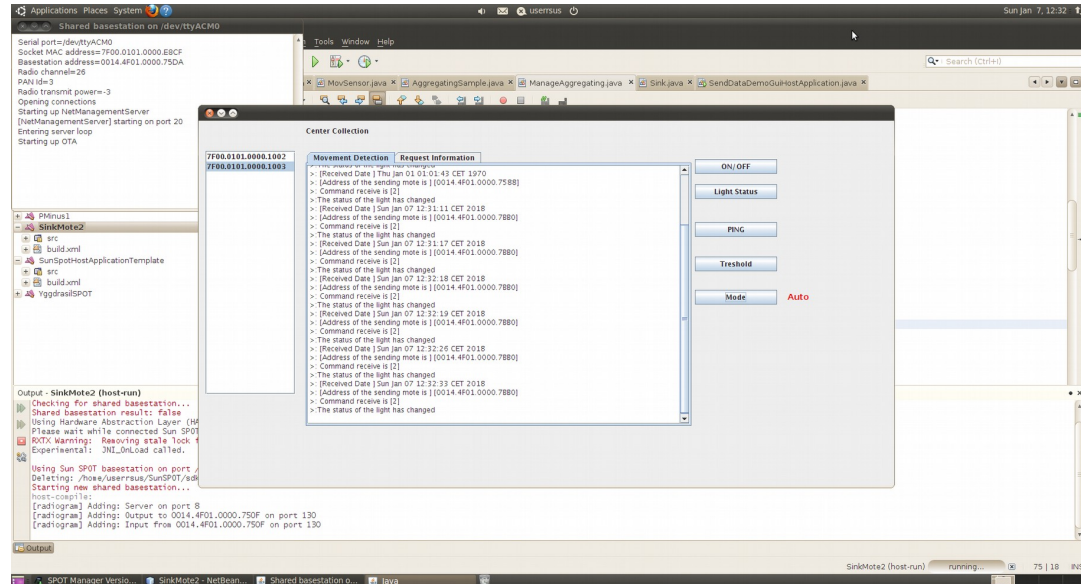 Applications Places System
userrsus
Sun Jan 7, 12:32
Shared basestation on /dev/ttyACM0
Serial port=/dev/ttyACM0
Socket MAC address=7F00.0101.0000.E8CF
Basestation address=0014.4F01.0000.75DA
Radio channel=26
PAN Id=3
Radio transmit power=-3
Opening connections
Starting up NetManagementServer
[NetManagementServer] starting on port 20
Entering server loop
Starting up OTA
Tools Window Help
Search (Ctrl+I)
MovSensor.java AggregatingSample.java ManageAggregating.java Sink.java SendDataDemoGuiHostApplication.java
Center Collection
7F00.0101.0000.1002
7F00.0101.0000.1003
Movement Detection Request Information
>:The status of the light has changed
>: [Received Date ] Thu Jan 01 01:01:43 CET 1970
>: [Address of the sending mote is ] [0014.4F01.0000.7588]
>: Command receive is [2]
>:The status of the light has changed
>: [Received Date ] Sun Jan 07 12:31:11 CET 2018
>: [Address of the sending mote is ] [0014.4F01.0000.7BB0]
>: Command receive is [2]
>:The status of the light has changed
>: [Received Date ] Sun Jan 07 12:31:17 CET 2018
>: [Address of the sending mote is ] [0014.4F01.0000.7BB0]
>: Command receive is [2]
>:The status of the light has changed
>: [Received Date ] Sun Jan 07 12:32:18 CET 2018
>: [Address of the sending mote is ] [0014.4F01.0000.7BB0]
>: Command receive is [2]
>:The status of the light has changed
>: [Received Date ] Sun Jan 07 12:32:19 CET 2018
>: [Address of the sending mote is ] [0014.4F01.0000.7BB0]
>: Command receive is [2]
>:The status of the light has changed
>: [Received Date ] Sun Jan 07 12:32:26 CET 2018
>: [Address of the sending mote is ] [0014.4F01.0000.7BB0]
>: Command receive is [2]
>:The status of the light has changed
>: [Received Date ] Sun Jan 07 12:32:33 CET 2018
>: [Address of the sending mote is ] [0014.4F01.0000.7BB0]
>: Command receive is [2]
>:The status of the light has changed
ON/OFF
Light Status
PING
Treshold
Mode Auto
PMinus1
SinkMote2
src
build.xml
SunSpotHostApplicationTemplate
src
build.xml
YggdrasilSPOT
Output - SinkMote2 (host-run)
Checking for shared basestation...
Shared basestation result: false
Using Hardware Abstraction Layer (HA
Please wait while connected Sun SPOT
RXTX Warning: Removing stale lock f
Experimental: JNI_OnLoad called.
Using Sun SPOT basestation on port /
Deleting: /home/userrsus/SunSPOT/sdk
Starting new shared basestation...
host-compile:
[radiogram] Adding: Server on port 8
[radiogram] Adding: Output to 0014.4F01.0000.750F on port 130
[radiogram] Adding: Input from 0014.4F01.0000.750F on port 130
Output
SinkMote2 (host-run) running... 75 | 18 INS
SPOT Manager Versio... SinkMote2 - NetBean... Shared basestation o... Java